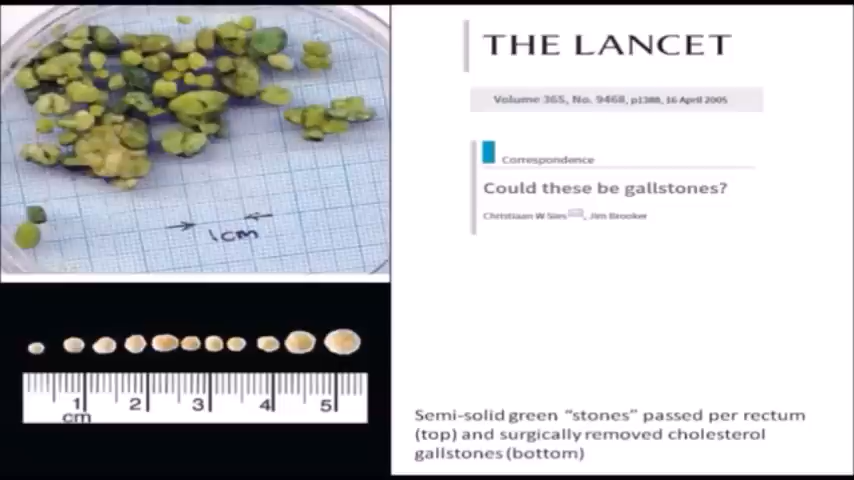 THE LANCET
Volume 365, No. 9468, p1388, 16 April 2005
Correspondence
Could these be gallstones?
Christiaan W Sies, Jim Brooker
1cm
1 2 3 4 5
cm
Semi-solid green “stones” passed per rectum
(top) and surgically removed cholesterol
gallstones (bottom)